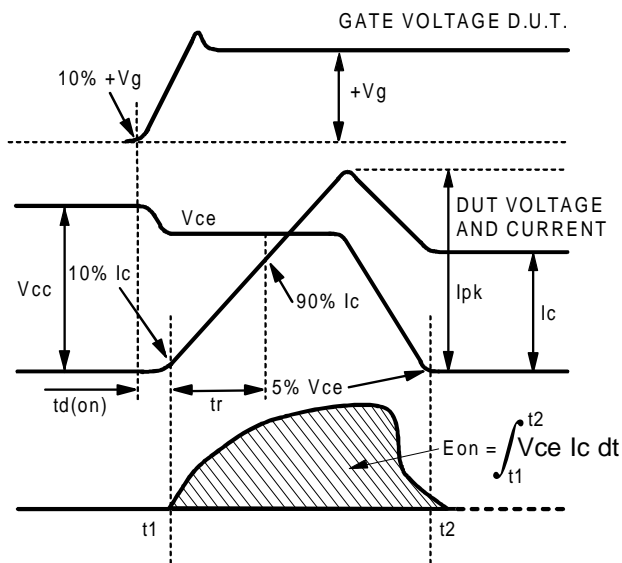 GATE VOLTAGE D.U.T.
10% +Vg
+Vg
Vce
DUT VOLTAGE
AND CURRENT
10% Ic
Vcc
90% Ic
Ipk
Ic
5% Vce
td(on)
tr
Eon = ∫ Vce Ic dt
t2
t1
t1
t2